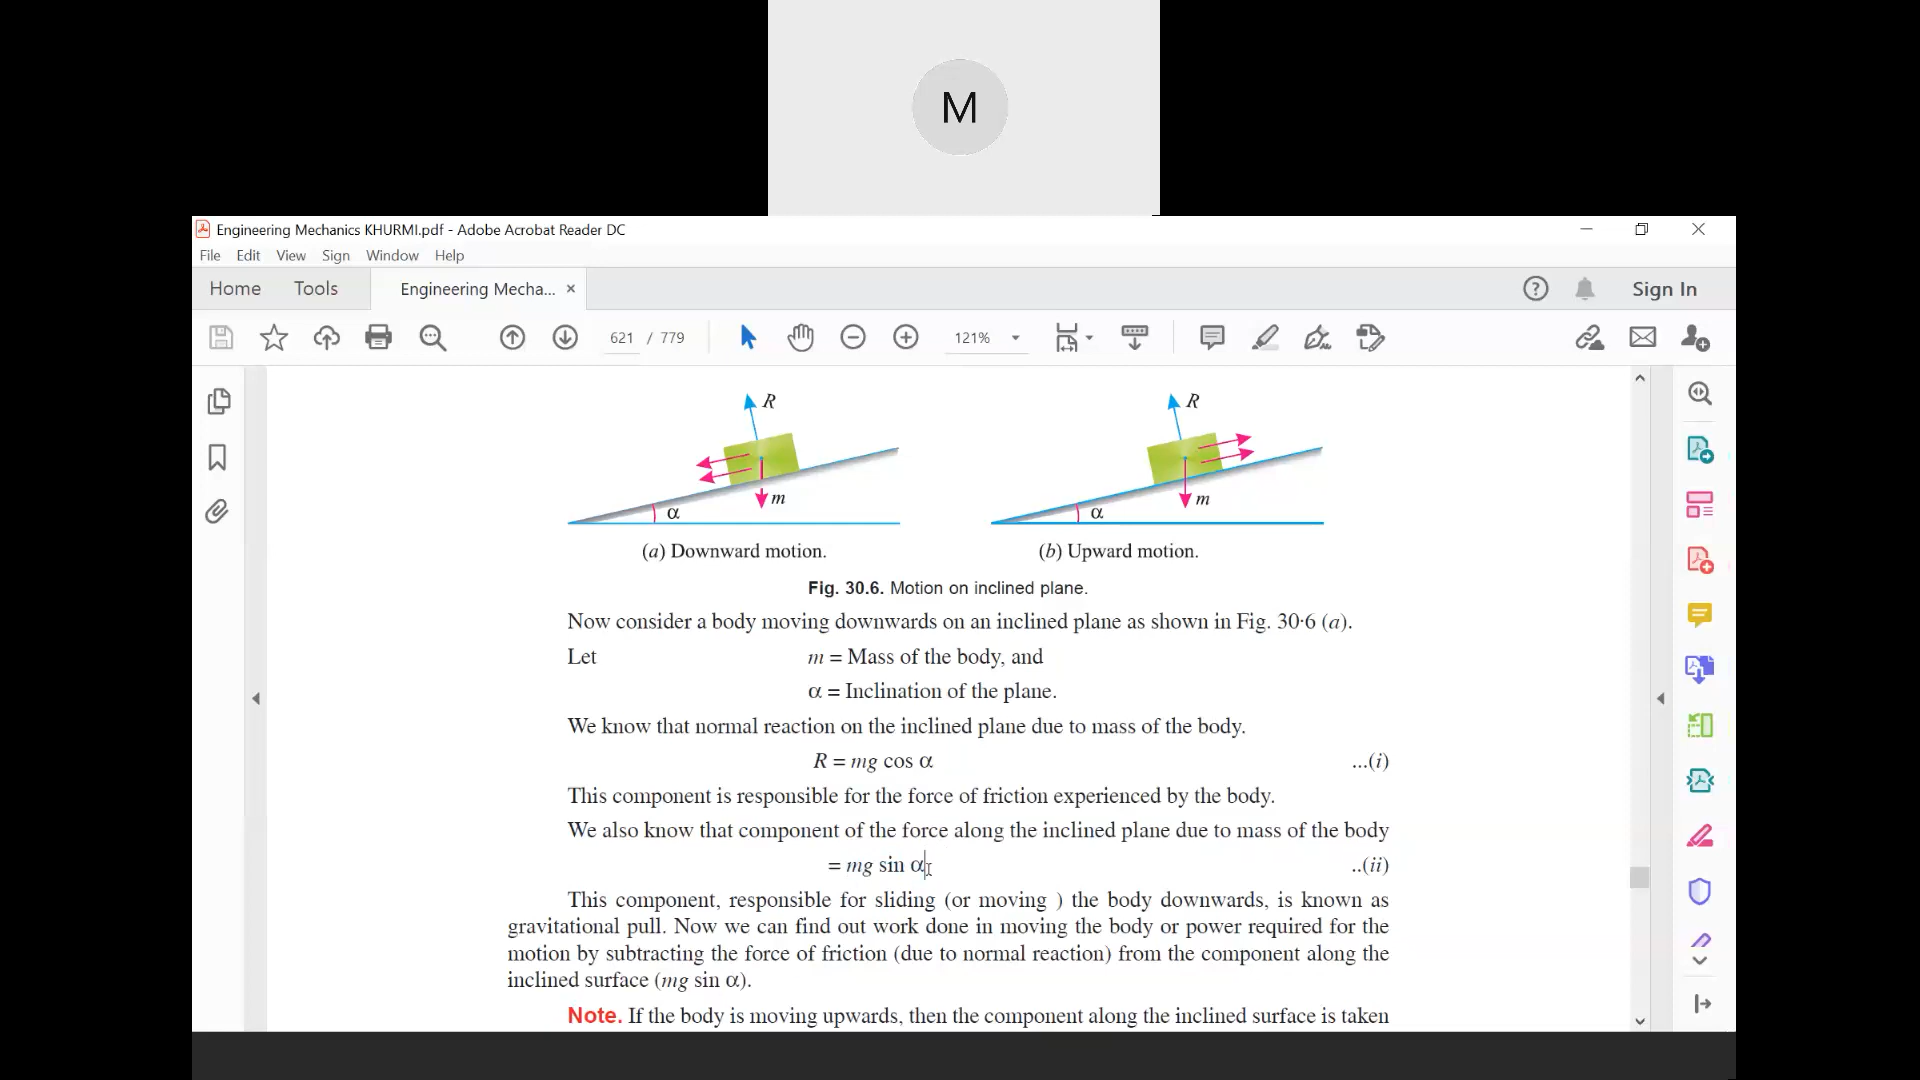 M
Engineering Mechanics KHURMI.pdf - Adobe Acrobat Reader DC
File Edit View Sign Window Help
Home Tools Engineering Mecha... × Sign In
621 / 779 121%
R R
m m
α α
(a) Downward motion. (b) Upward motion.
Fig. 30.6. Motion on inclined plane.
Now consider a body moving downwards on an inclined plane as shown in Fig. 30·6 (a).
Let m = Mass of the body, and
α = Inclination of the plane.
We know that normal reaction on the inclined plane due to mass of the body.
R = mg cos α ...(i)
This component is responsible for the force of friction experienced by the body.
We also know that component of the force along the inclined plane due to mass of the body
= mg sin α ..(ii)
This component, responsible for sliding (or moving ) the body downwards, is known as
gravitational pull. Now we can find out work done in moving the body or power required for the
motion by subtracting the force of friction (due to normal reaction) from the component along the
inclined surface (mg sin α).
Note. If the body is moving upwards, then the component along the inclined surface is taken